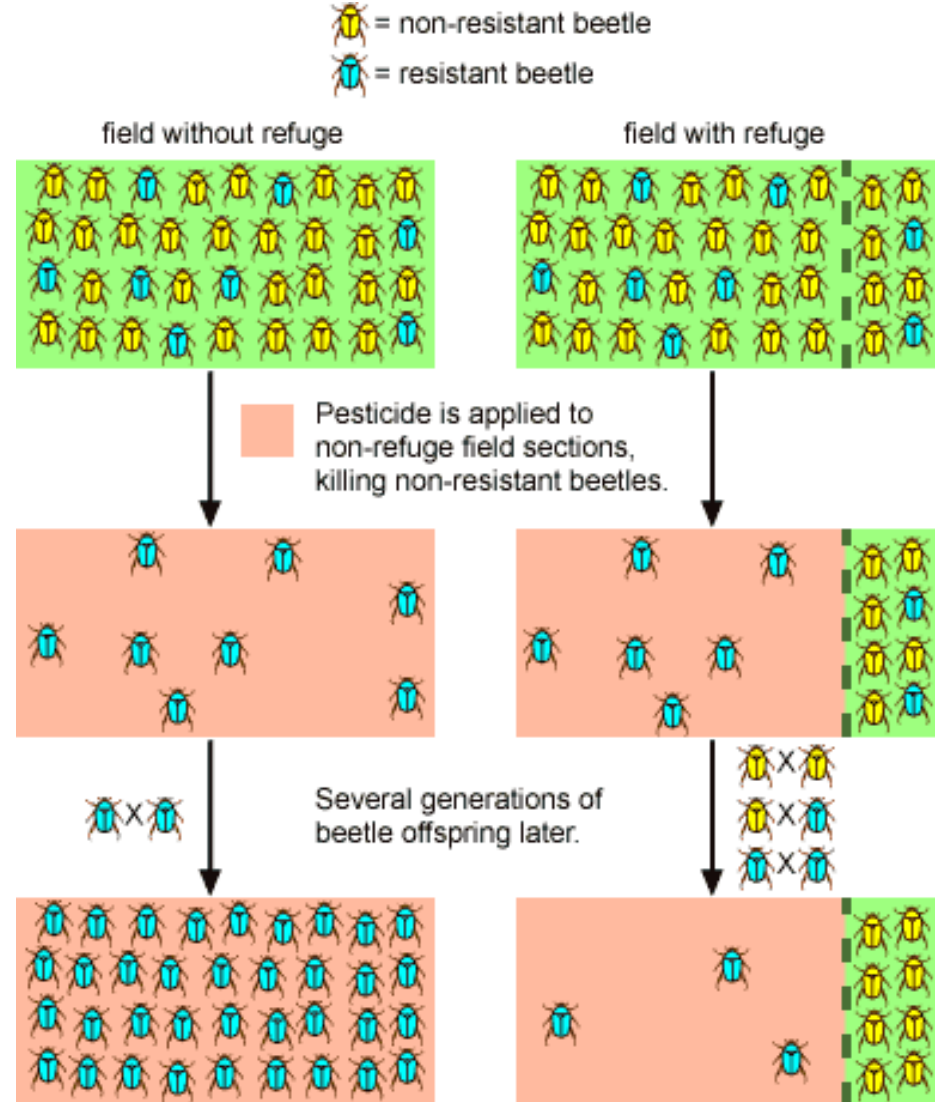 = non-resistant beetle
= resistant beetle
field without refuge
field with refuge
Pesticide is applied to
non-refuge field sections,
killing non-resistant beetles.
X
Several generations of
beetle offspring later.
X
X
X